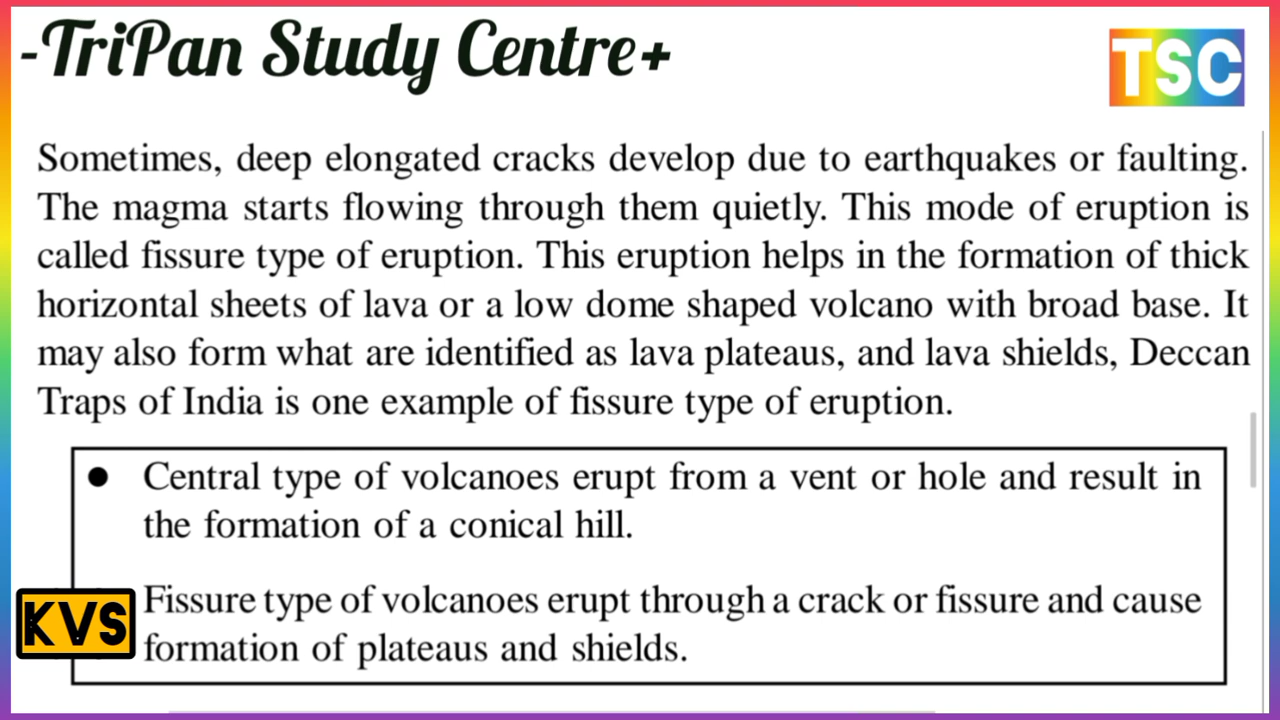 -TriPan Study Centre+
TSC
Sometimes, deep elongated cracks develop due to earthquakes or faulting.
The magma starts flowing through them quietly. This mode of eruption is
called fissure type of eruption. This eruption helps in the formation of thick
horizontal sheets of lava or a low dome shaped volcano with broad base. It
may also form what are identified as lava plateaus, and lava shields, Deccan
Traps of India is one example of fissure type of eruption.
● Central type of volcanoes erupt from a vent or hole and result in
the formation of a conical hill.
Fissure type of volcanoes erupt through a crack or fissure and cause
formation of plateaus and shields.
KVS